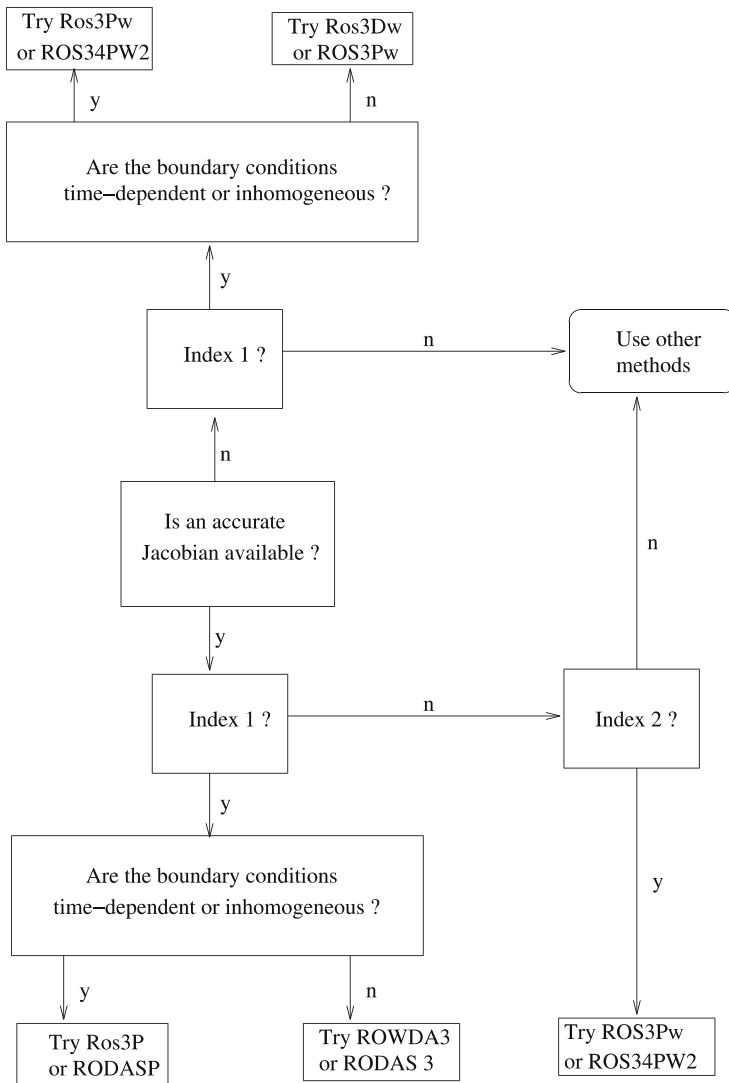 Try Ros3Pw
or ROS34PW2
Try Ros3Dw
or ROS3Pw
y
n
Are the boundary conditions
time−dependent or inhomogeneous ?
y
Index 1 ?
n
Use other
methods
n
Is an accurate
Jacobian available ?
n
y
Index 1 ?
n
Index 2 ?
y
Are the boundary conditions
time−dependent or inhomogeneous ?
y
y
n
Try Ros3P
or RODASP
Try ROWDA3
or RODAS 3
Try ROS3Pw
or ROS34PW2